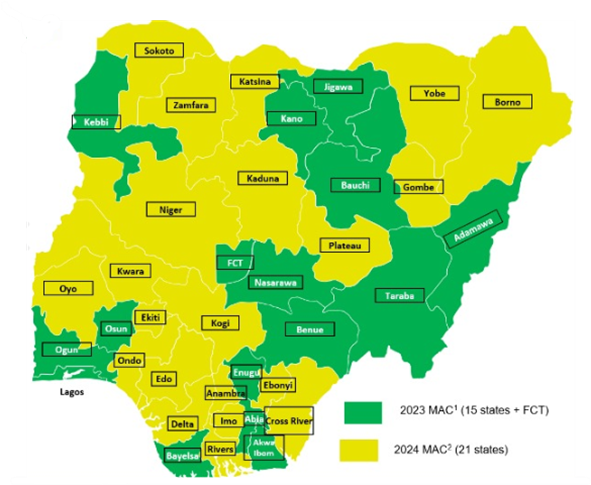 Sokoto
Katsina
Jigawa
Yobe
Borno
Zamfara
Kano
Kebbi
Kaduna
Bauchi
Gombe
Niger
Adamawa
Plateau
FCT
Kwara
Nasarawa
Oyo
Taraba
Ekiti
Kogi
Osun
Benue
Ogun
Ondo
Enugu
Edo
Ebonyi
Lagos
Anambra
Delta
Imo
Abia
Cross River
Rivers
Bayelsa
Akwa
Ibom
2023 MAC¹ (15 states + FCT)
2024 MAC² (21 states)